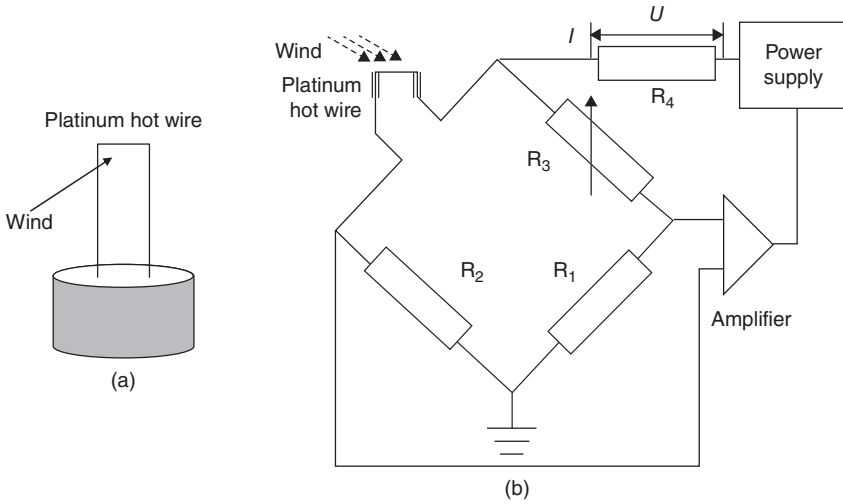 Platinum hot wire
Wind
(a)
Wind
Platinum
hot wire
I
U
R4
Power
supply
R3
R2
R1
Amplifier
(b)